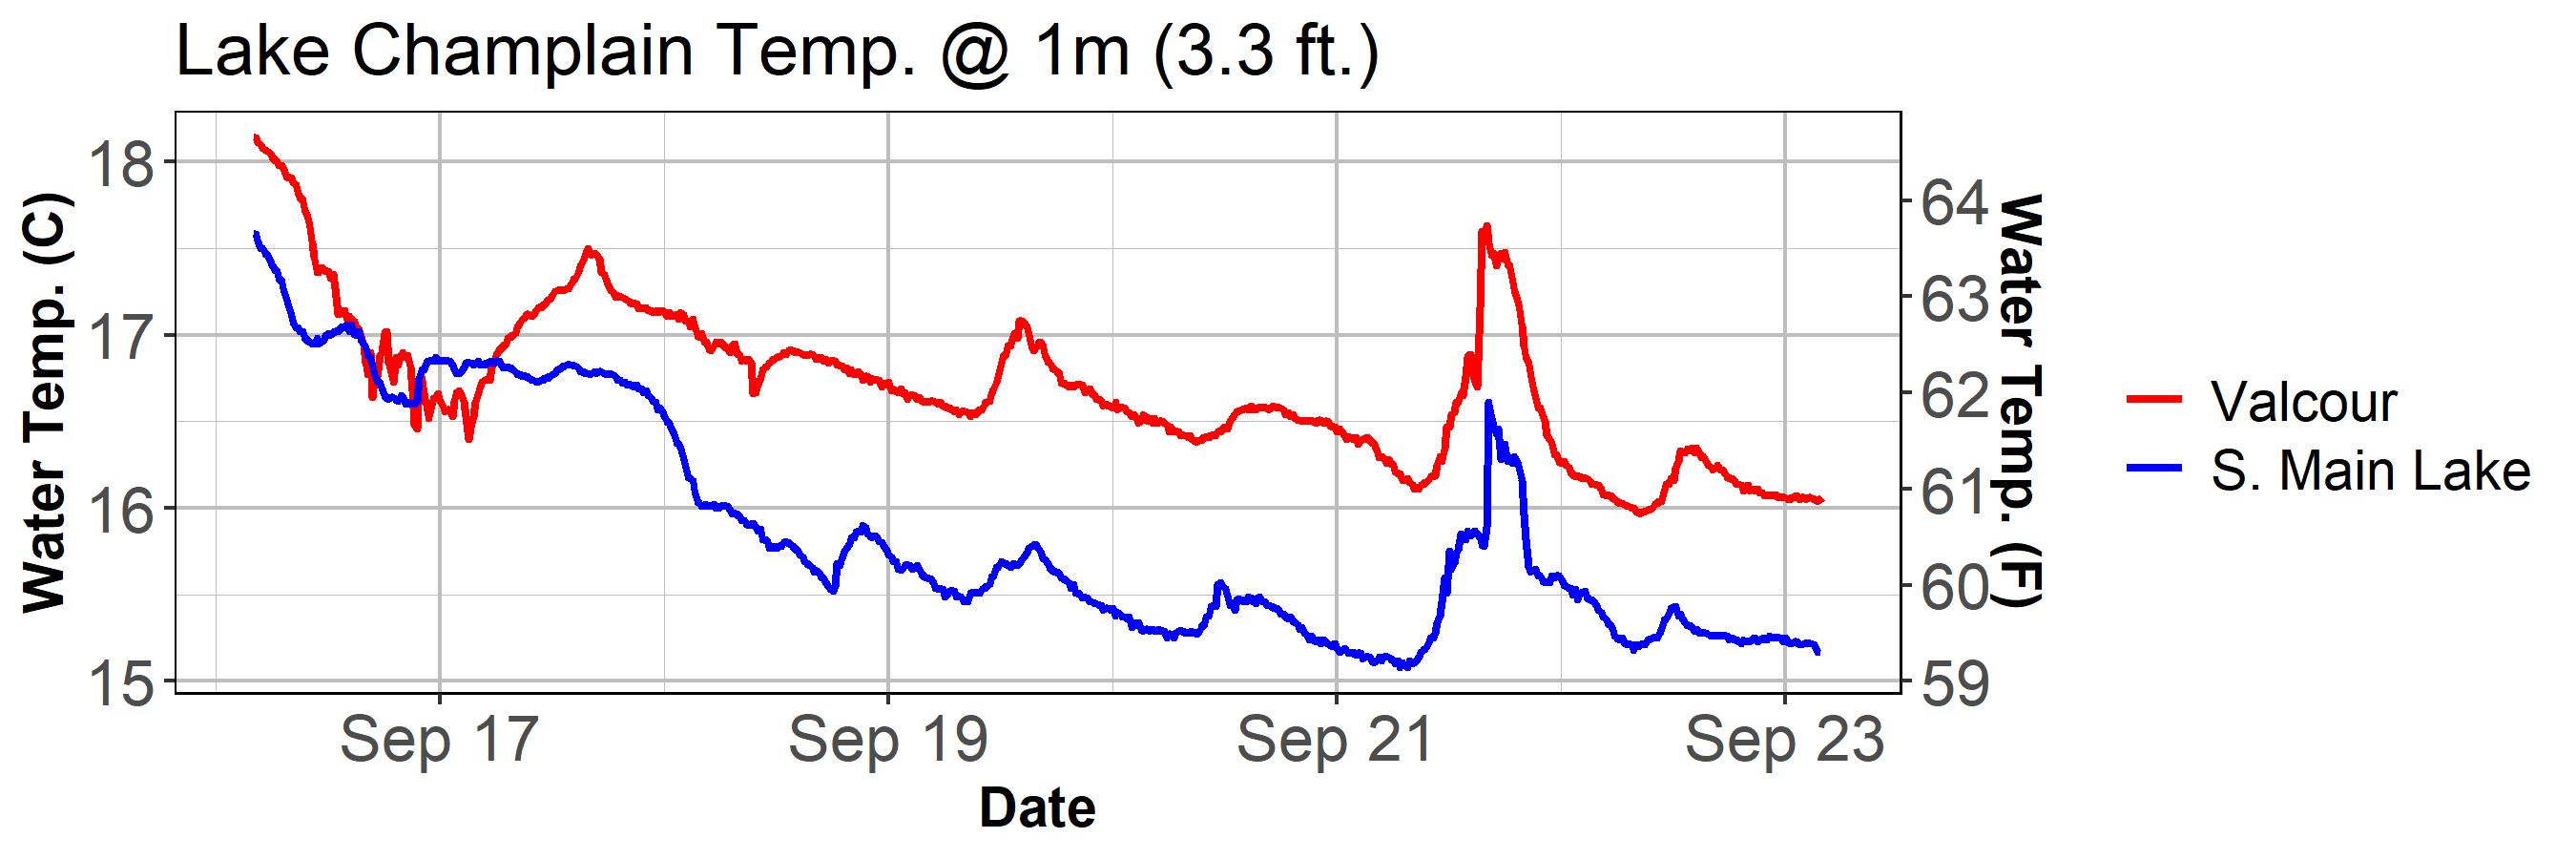 Lake Champlain Temp. @ 1m (3.3 ft.)
Water Temp. (C)
18
17
16
15
64
63
62
61
60
59
Water Temp. (F)
Sep 17
Sep 19
Sep 21
Sep 23
Date
Valcour
S. Main Lake